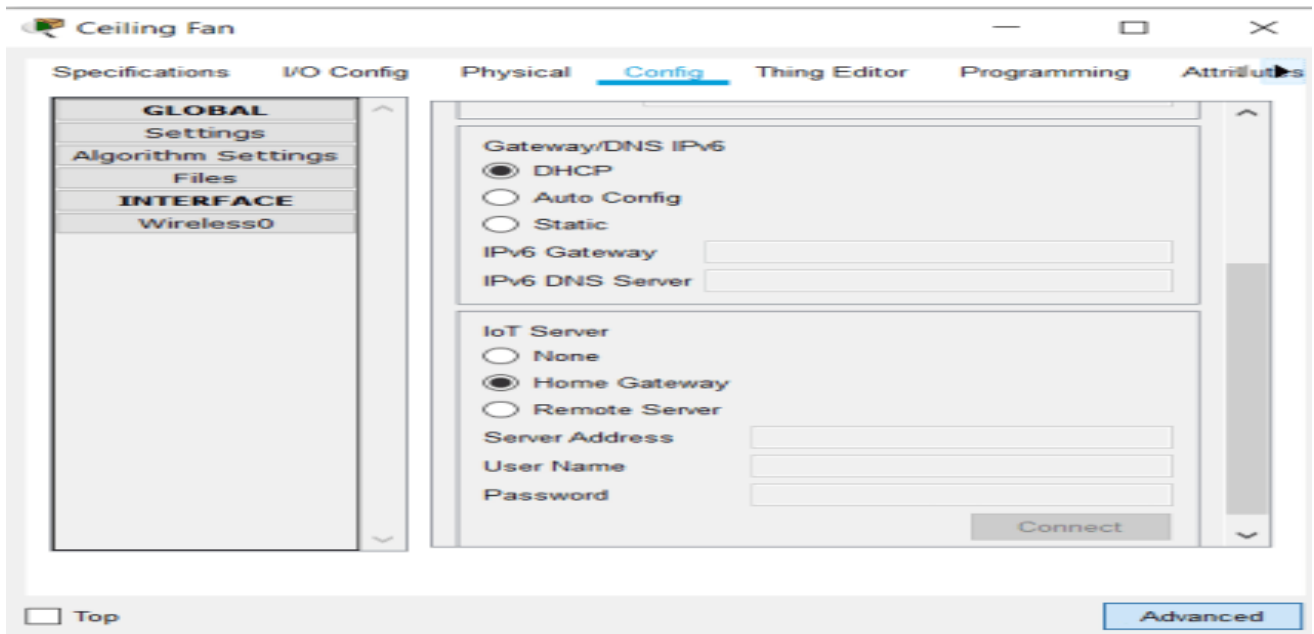 Ceiling Fan
Specifications I/O Config Physical Config Thing Editor Programming Attributes
GLOBAL
Settings
Algorithm Settings
Files
INTERFACE
Wireless0
Gateway/DNS IPv6
DHCP
Auto Config
Static
IPv6 Gateway
IPv6 DNS Server
IoT Server
None
Home Gateway
Remote Server
Server Address
User Name
Password
Connect
Top
Advanced